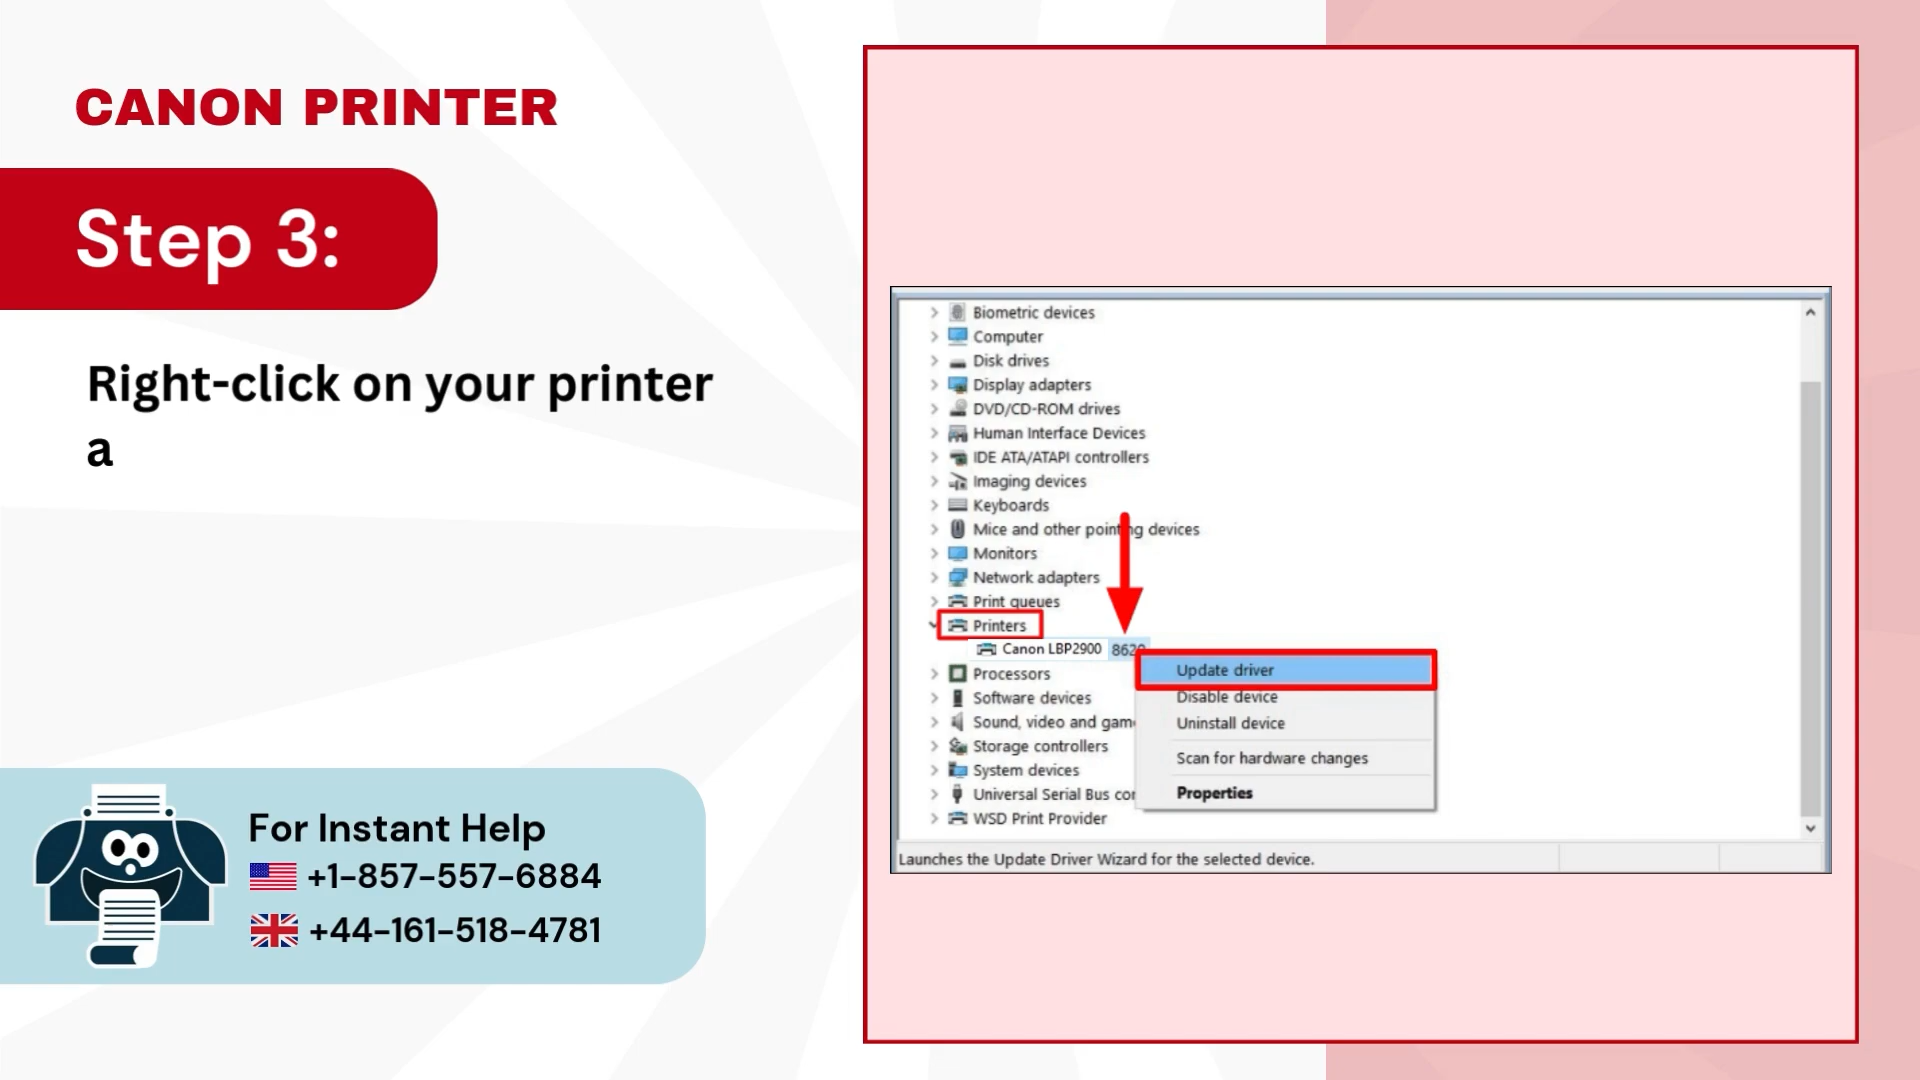 CANON PRINTER
Step 3:
Right-click on your printer
a
For Instant Help
+1-857-557-6884
+44-161-518-4781
Biometric devices
Computer
Disk drives
Display adapters
DVD/CD-ROM drives
Human Interface Devices
IDE ATA/ATAPI controllers
Imaging devices
Keyboards
Mice and other pointing devices
Monitors
Network adapters
Print queues
Printers
Canon LBP2900 8620
Processors
Software devices
Sound, video and game
Storage controllers
System devices
Universal Serial Bus con
WSD Print Provider
Update driver
Disable device
Uninstall device
Scan for hardware changes
Properties
Launches the Update Driver Wizard for the selected device.